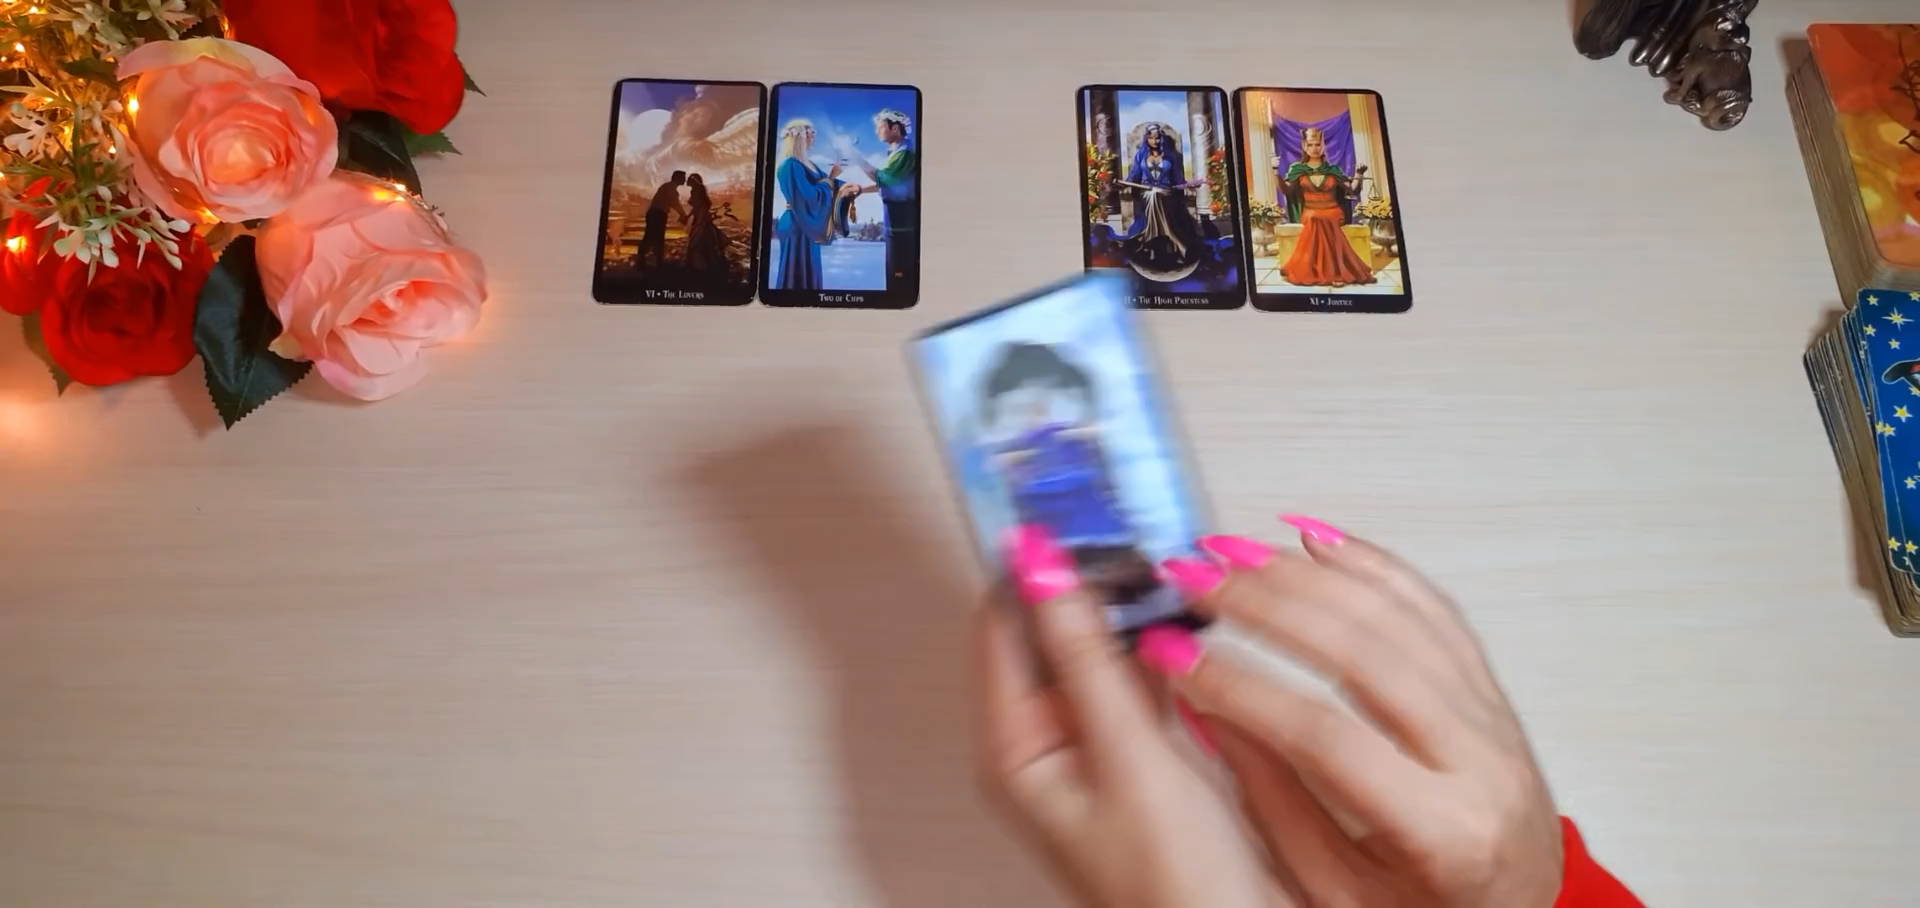 VI • The Lovers
Two of Cups
II • The High Priestess
XI • Justice